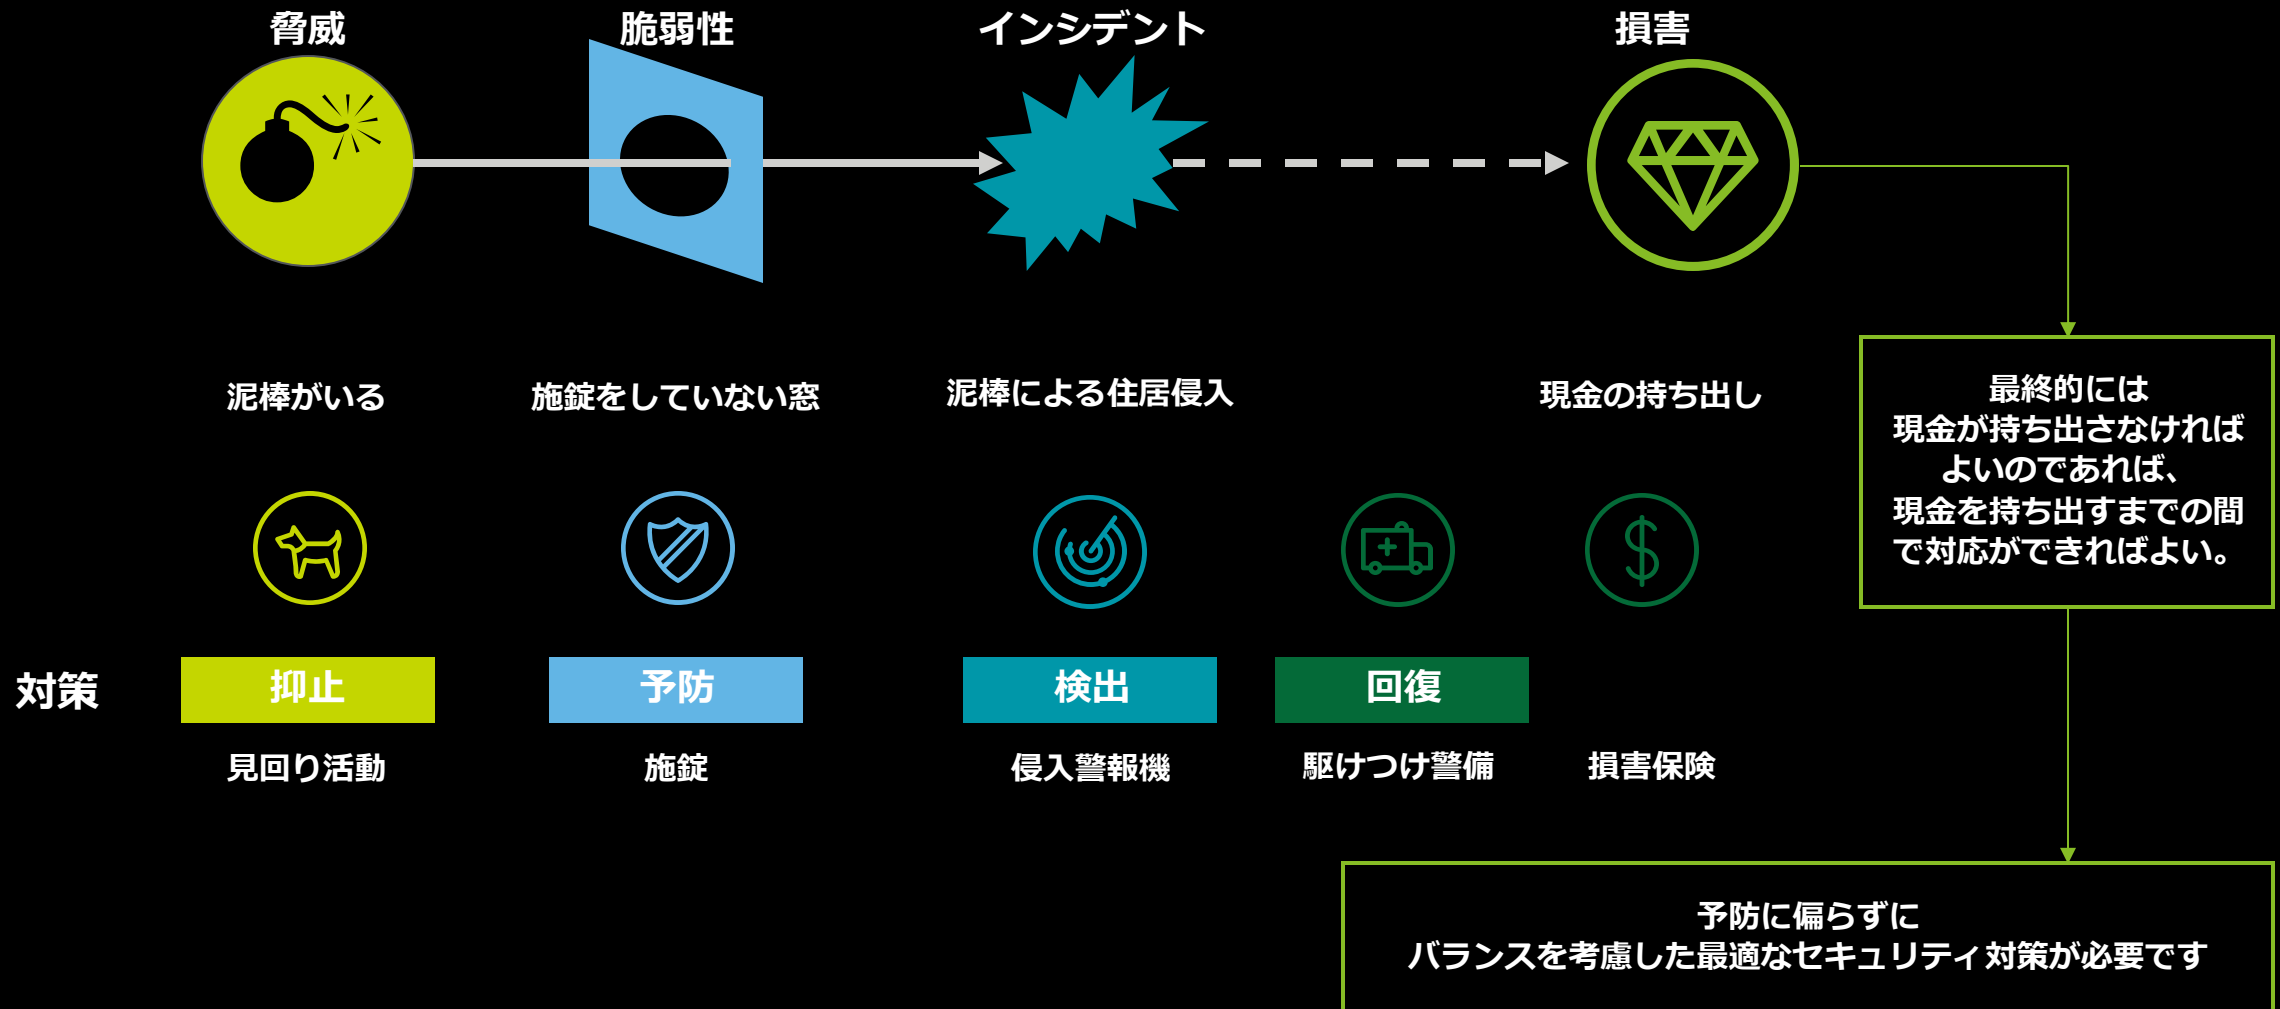 脅威
脆弱性
インシデント
損害
泥棒がいる
施錠をしていない窓
泥棒による住居侵入
現金の持ち出し
最終的には
現金が持ち出さなければ
よいのであれば、
現金を持ち出すまでの間
で対応ができればよい。
対策
抑止
予防
検出
回復
見回り活動
施錠
侵入警報機
駆けつけ警備
損害保険
予防に偏らずに
バランスを考慮した最適なセキュリティ対策が必要です